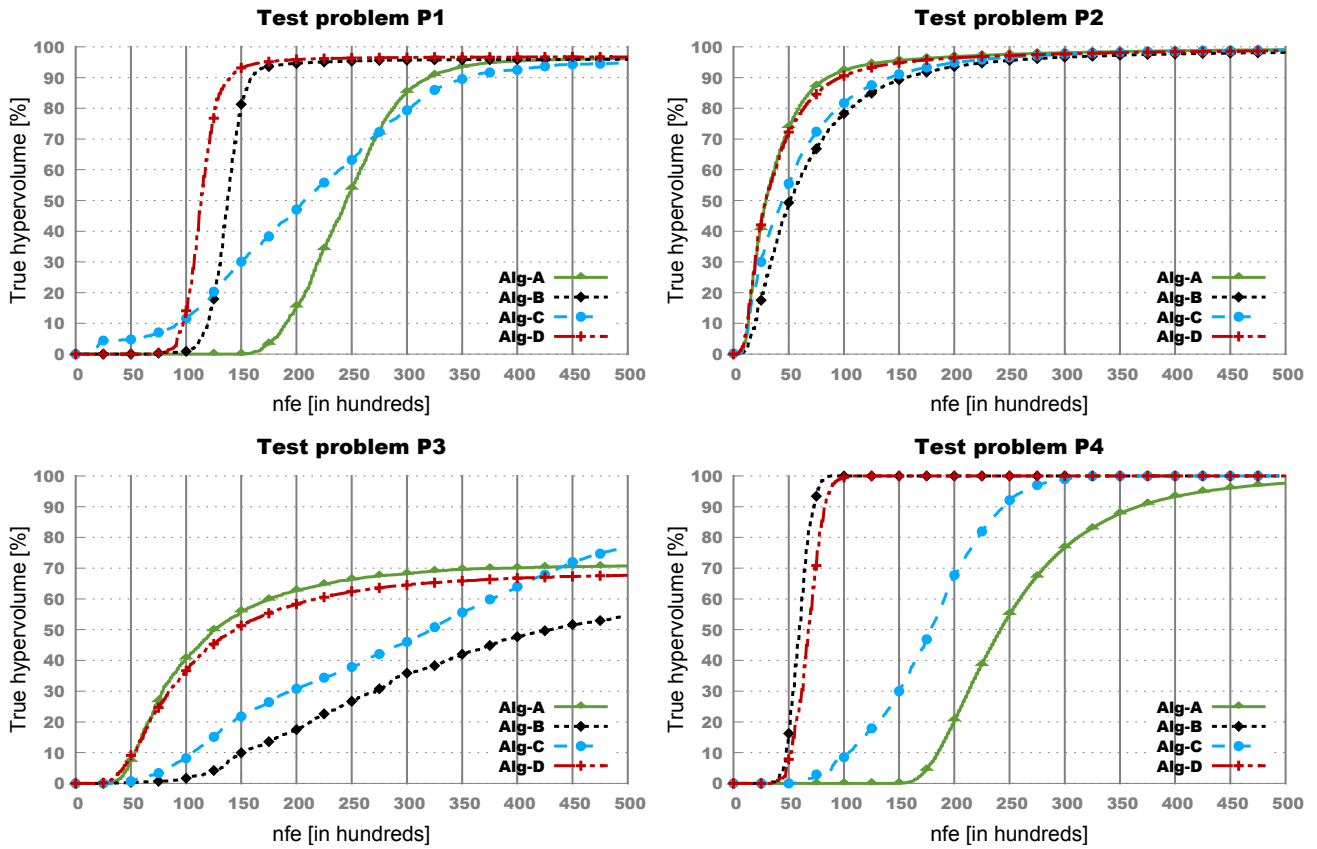 Test problem P1
True hypervolume [%]
100
90
80
70
60
50
40
30
20
10
0
Alg-A
Alg-B
Alg-C
Alg-D
0 50 100 150 200 250 300 350 400 450 500
nfe [in hundreds]
Test problem P2
True hypervolume [%]
100
90
80
70
60
50
40
30
20
10
0
Alg-A
Alg-B
Alg-C
Alg-D
0 50 100 150 200 250 300 350 400 450 500
nfe [in hundreds]
Test problem P3
True hypervolume [%]
100
90
80
70
60
50
40
30
20
10
0
Alg-A
Alg-B
Alg-C
Alg-D
0 50 100 150 200 250 300 350 400 450 500
nfe [in hundreds]
Test problem P4
True hypervolume [%]
100
90
80
70
60
50
40
30
20
10
0
Alg-A
Alg-B
Alg-C
Alg-D
0 50 100 150 200 250 300 350 400 450 500
nfe [in hundreds]